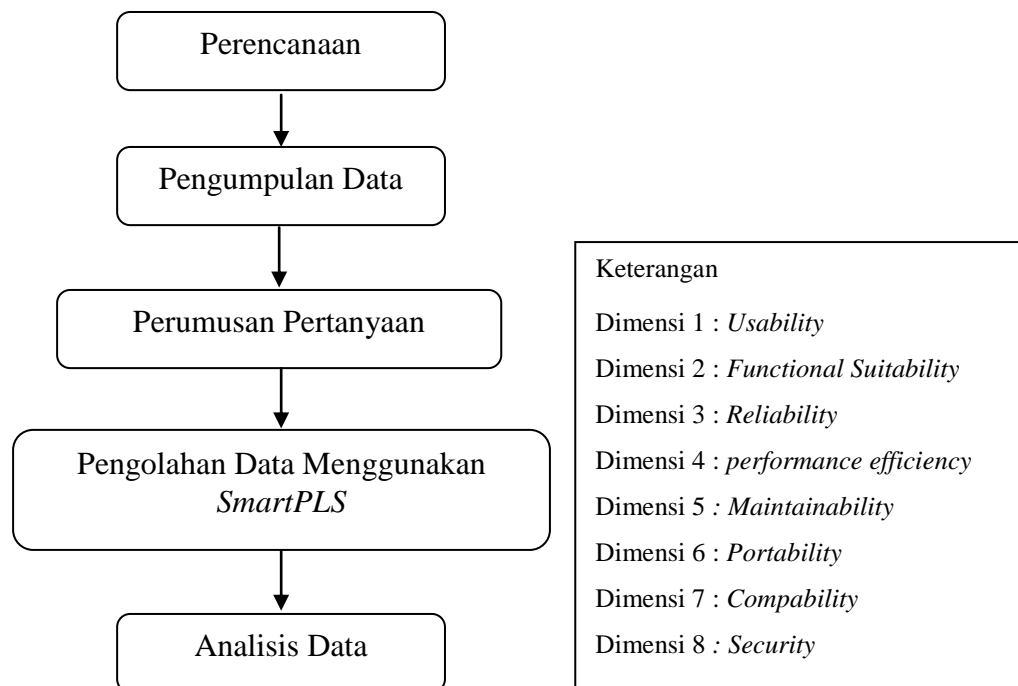 Perencanaan
Pengumpulan Data
Perumusan Pertanyaan
Pengolahan Data Menggunakan
SmartPLS
Analisis Data
Keterangan
Dimensi 1 : Usability
Dimensi 2 : Functional Suitability
Dimensi 3 : Reliability
Dimensi 4 : performance efficiency
Dimensi 5 : Maintainability
Dimensi 6 : Portability
Dimensi 7 : Compability
Dimensi 8 : Security